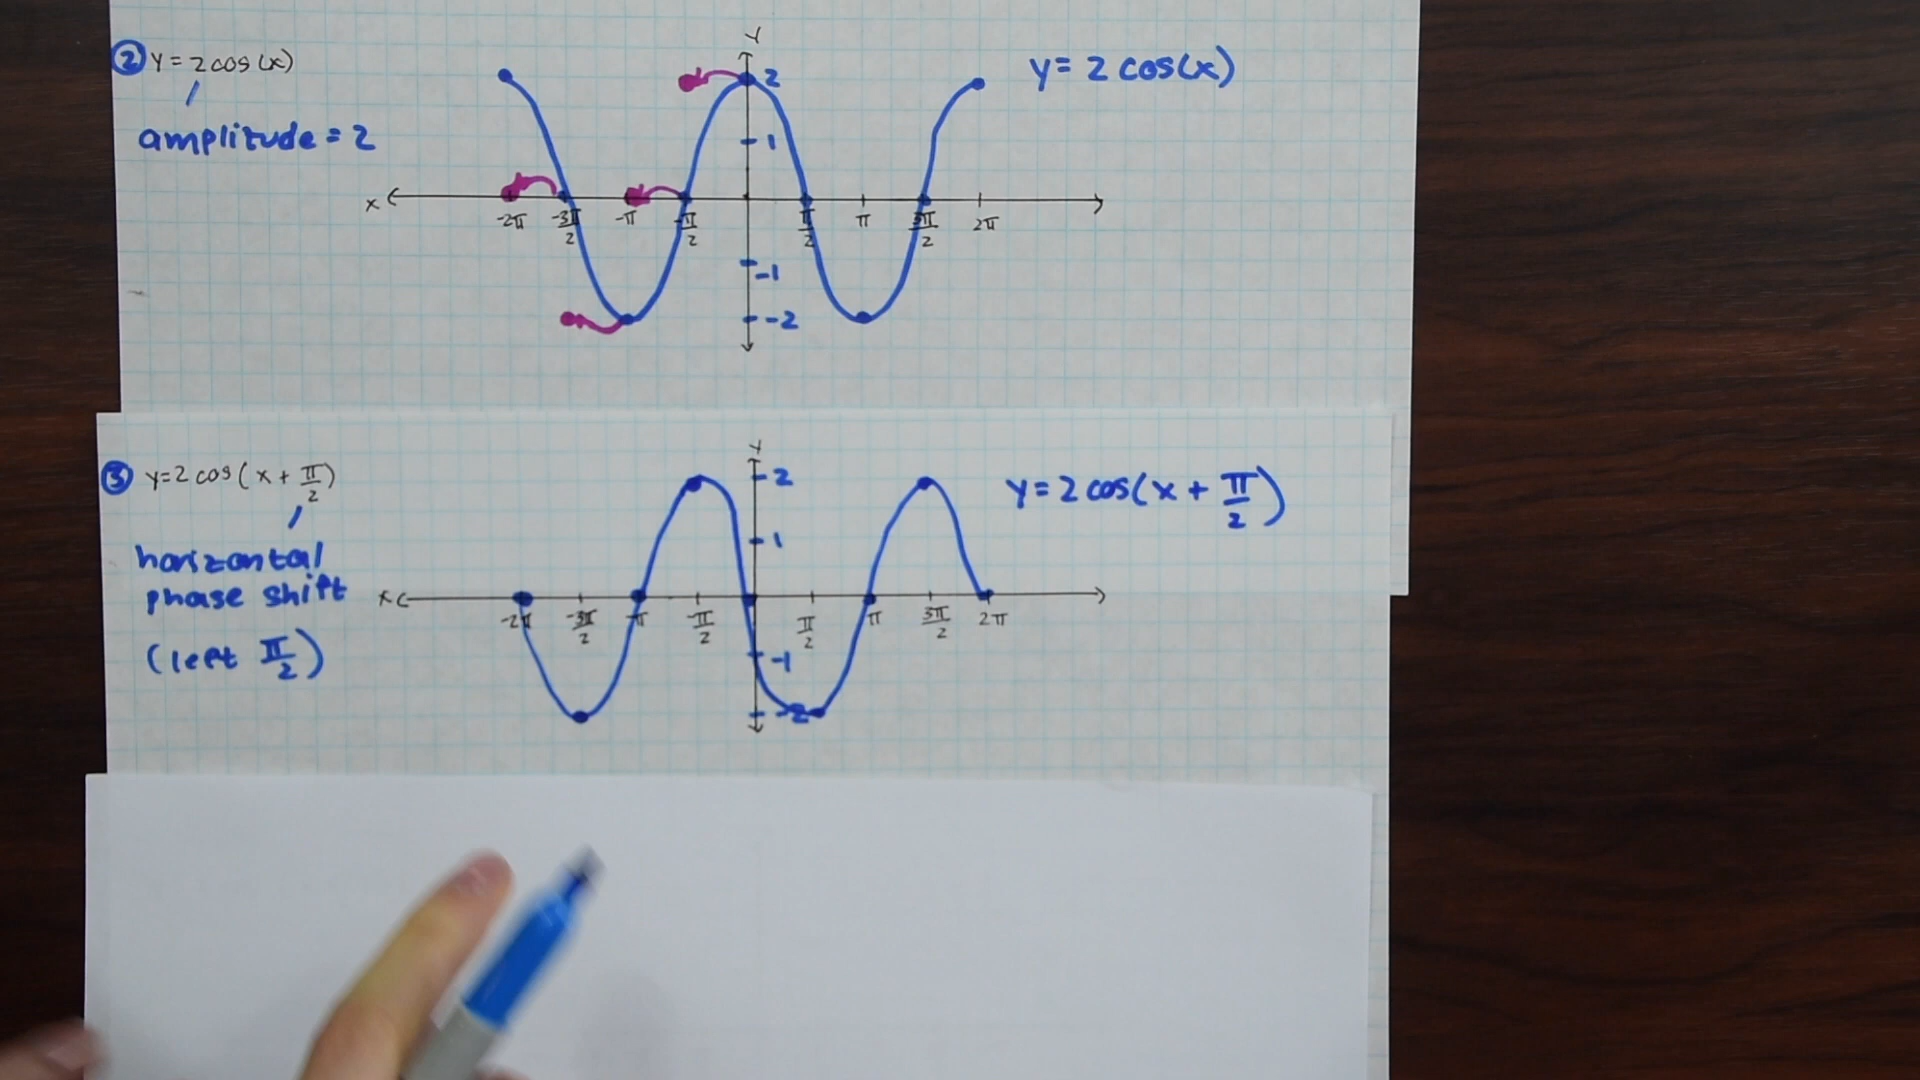 ② y = 2cos(x)
amplitude = 2
y = 2 cos(x)
y
2
1
x
-2π -3π/2 -π -π/2 π/2 π 3π/2 2π
-1
-2
③ y=2cos(x + π/2)
horizontal
phase shift
(left π/2)
y = 2cos(x + π/2)
y
2
1
x
-2π -3π/2 -π -π/2 π/2 π 3π/2 2π
-1
-2